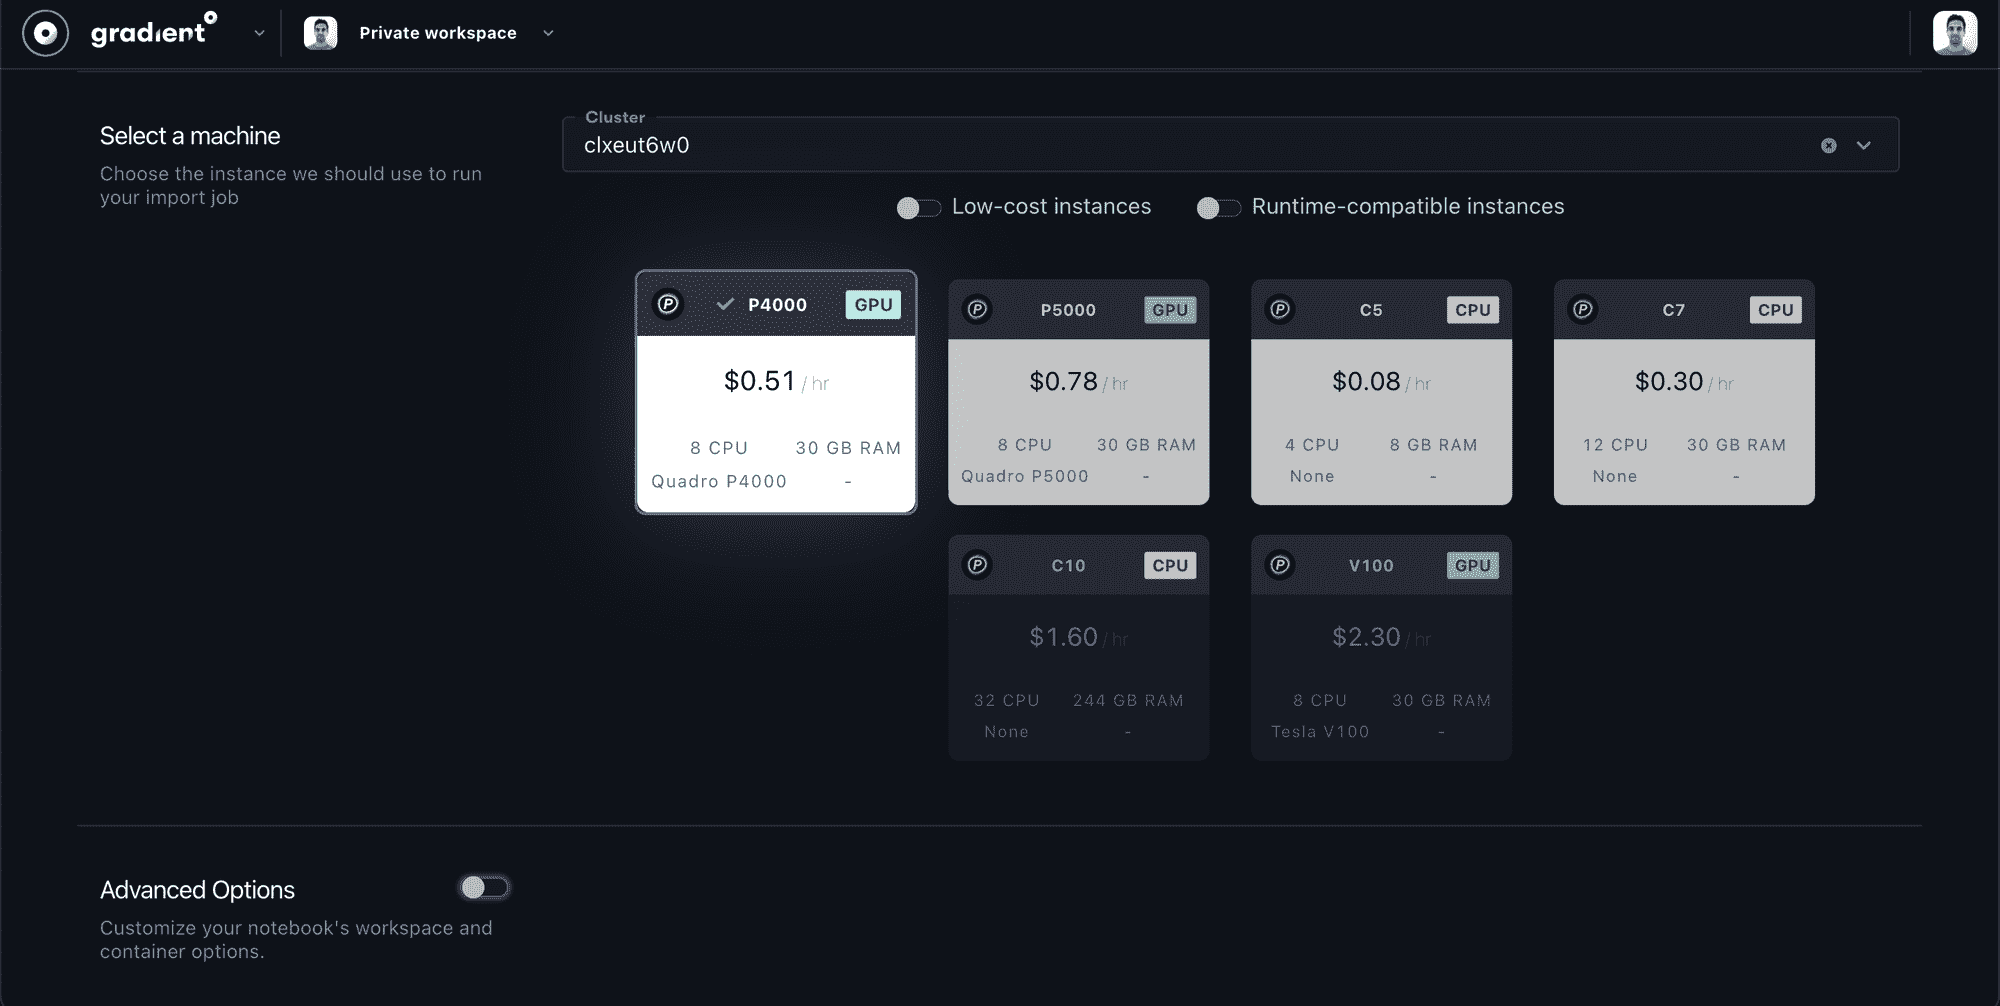 gradient
Private workspace
Select a machine
Choose the instance we should use to run
your import job
Cluster
clxeut6w0
Low-cost instances
Runtime-compatible instances
P P4000 GPU
$0.51 / hr
8 CPU 30 GB RAM
Quadro P4000 -
P P5000 GPU
$0.78 / hr
8 CPU 30 GB RAM
Quadro P5000 -
P C5 CPU
$0.08 / hr
4 CPU 8 GB RAM
None -
P C7 CPU
$0.30 / hr
12 CPU 30 GB RAM
None -
P C10 CPU
$1.60 / hr
32 CPU 244 GB RAM
None -
P V100 GPU
$2.30 / hr
8 CPU 30 GB RAM
Tesla V100 -
Advanced Options
Customize your notebook's workspace and
container options.